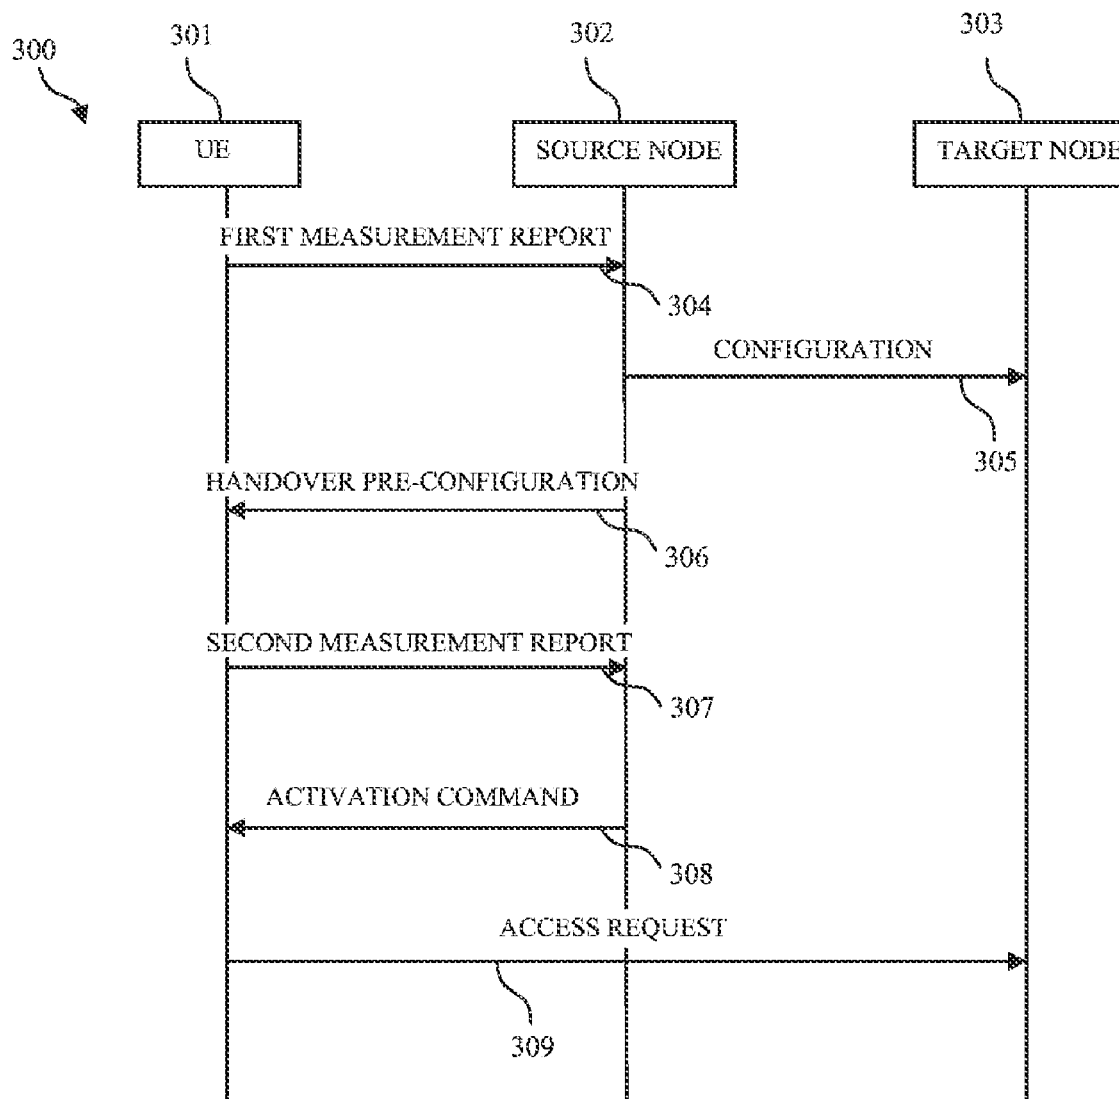 300
301
302
303
UE
SOURCE NODE
TARGET NODE
FIRST MEASUREMENT REPORT
304
CONFIGURATION
305
HANDOVER PRE-CONFIGURATION
306
SECOND MEASUREMENT REPORT
307
ACTIVATION COMMAND
308
ACCESS REQUEST
309